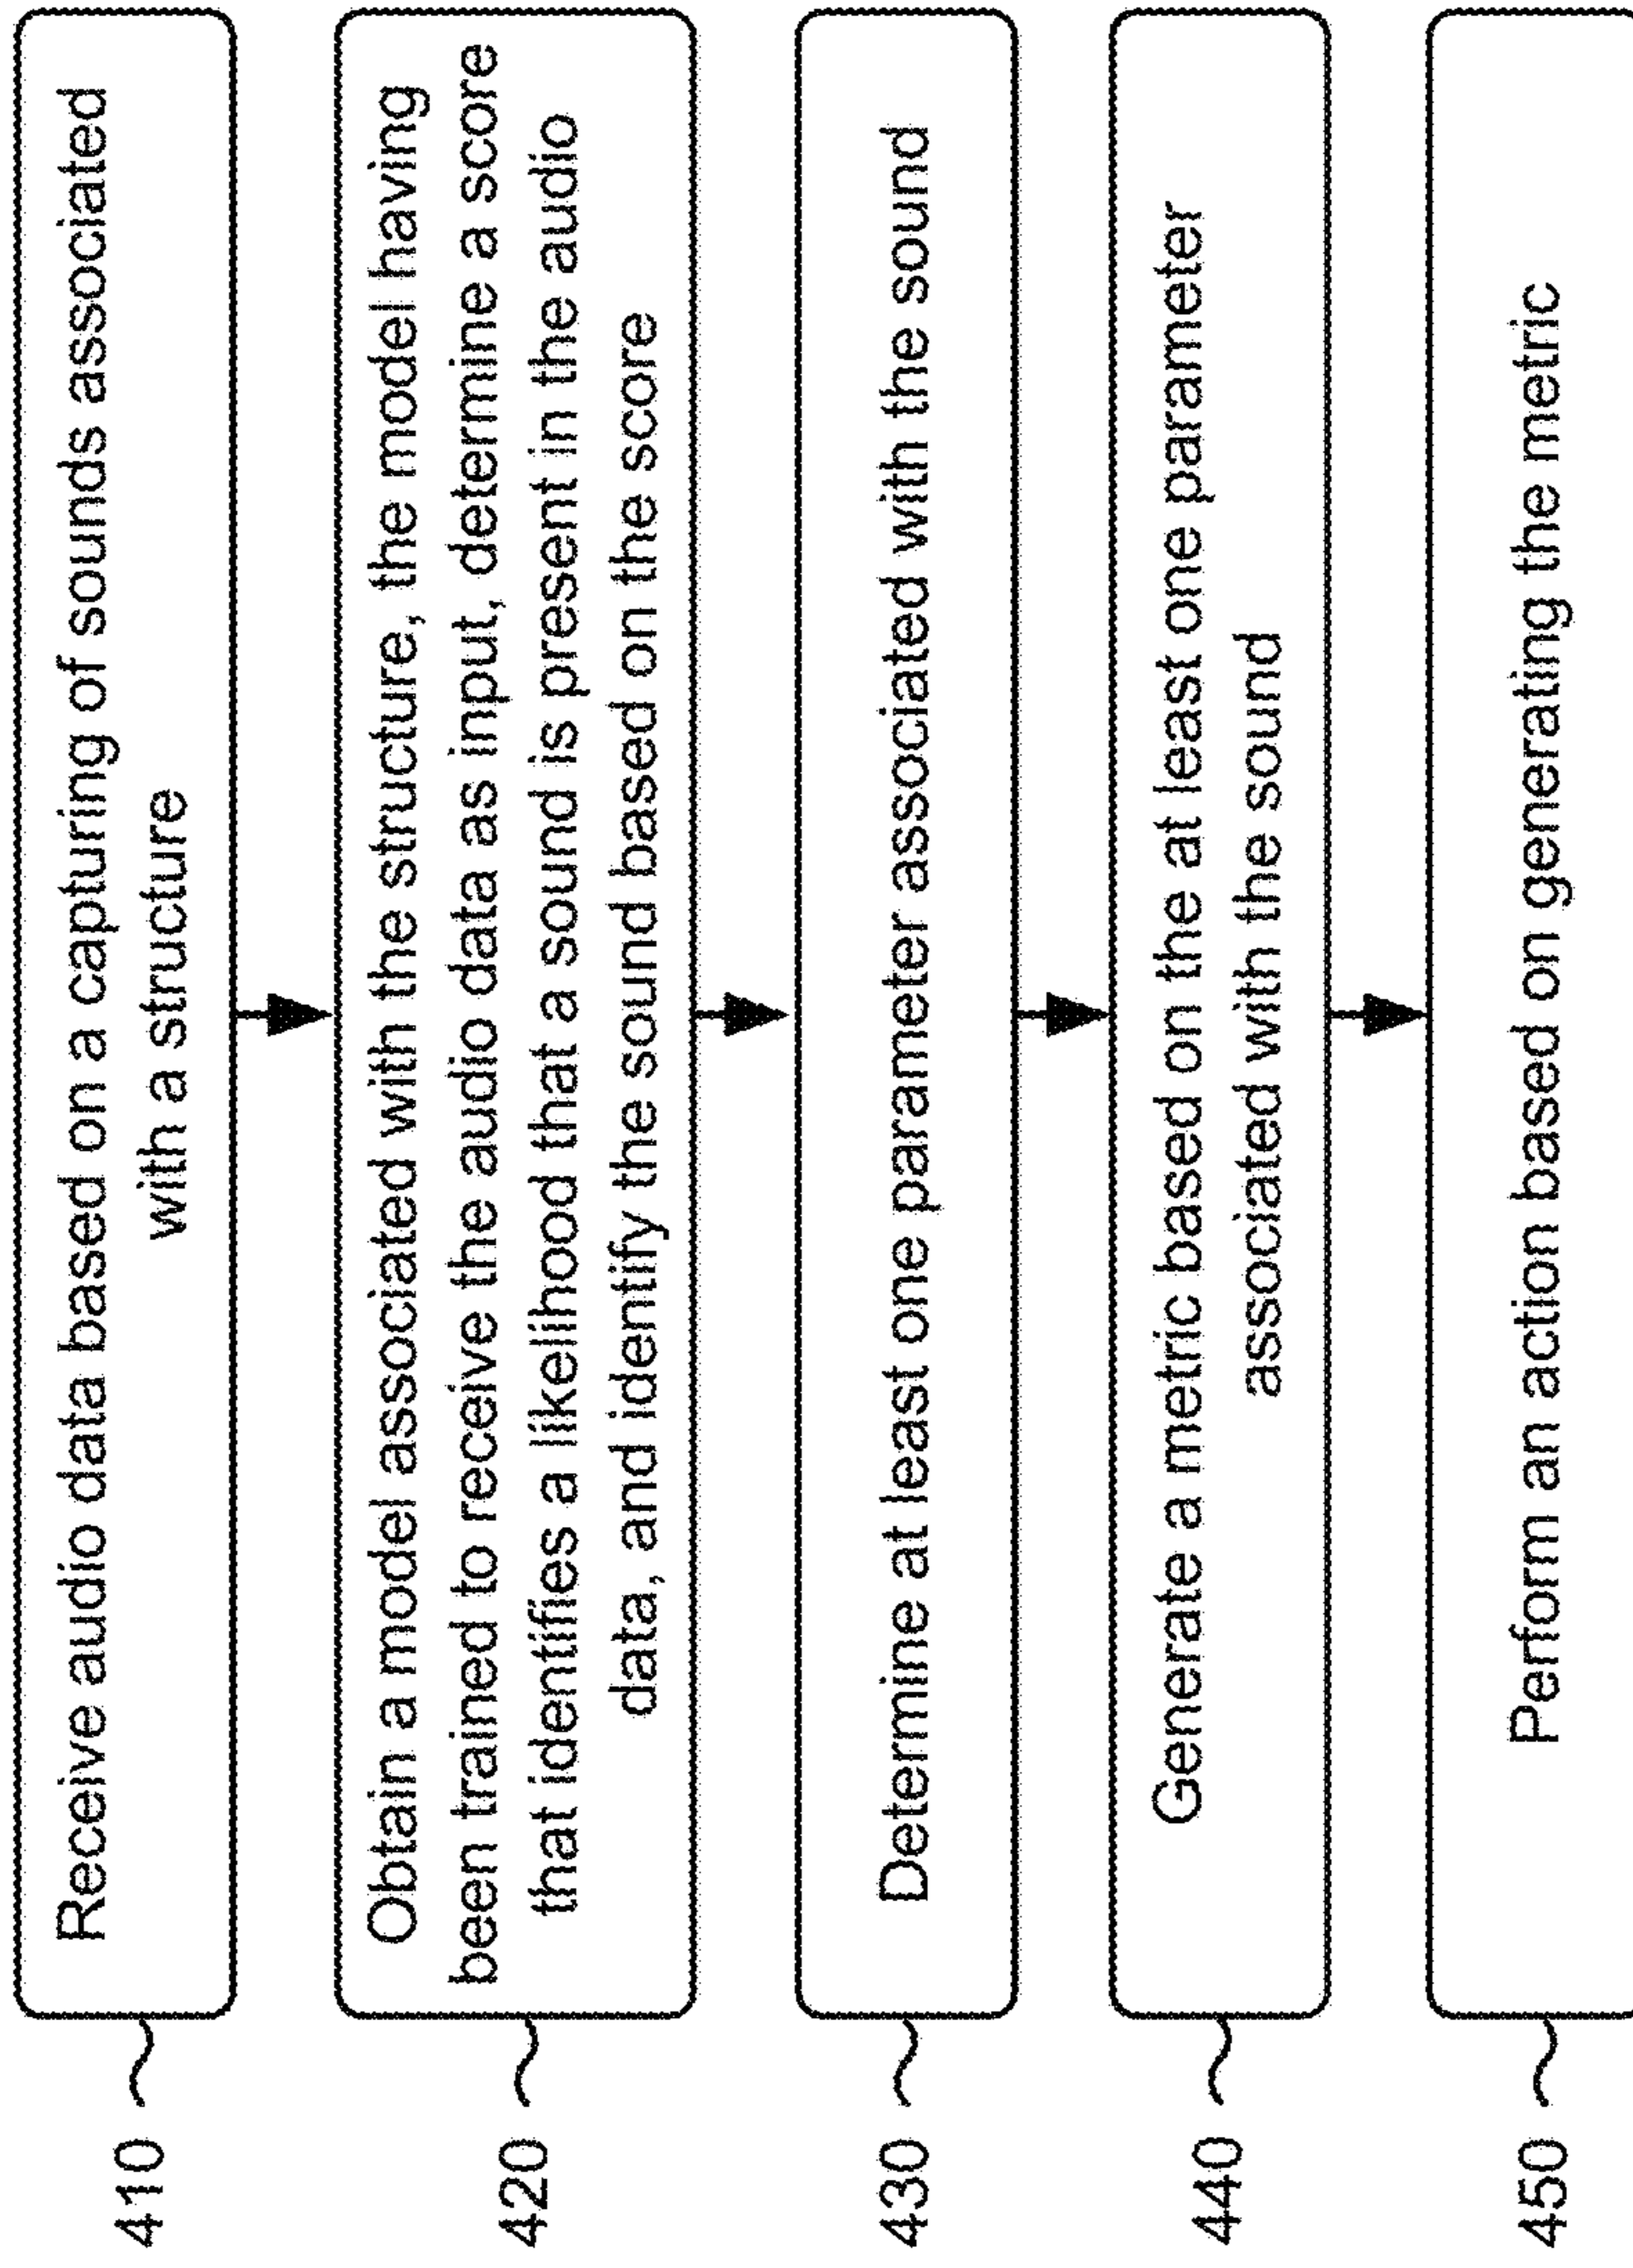 410
Receive audio data based on a capturing of sounds associated
with a structure
420
Obtain a model associated with the structure, the model having
been trained to receive the audio data as input, determine a score
that identifies a likelihood that a sound is present in the audio
data, and identify the sound based on the score
430
Determine at least one parameter associated with the sound
440
Generate a metric based on the at least one parameter
associated with the sound
450
Perform an action based on generating the metric